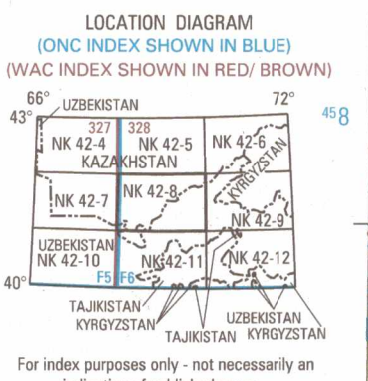 LOCATION DIAGRAM
(ONC INDEX SHOWN IN BLUE)
(WAC INDEX SHOWN IN RED/ BROWN)
66° 72°
UZBEKISTAN
43° 458
327 328
NK 42-4 NK 42-5 NK 42-6
KAZAKHSTAN
KYRGYZSTAN
NK 42-7 NK 42-8
NK 42-9
UZBEKISTAN
NK 42-10 NK 42-11 NK 42-12
F5 F6
40°
TAJIKISTAN UZBEKISTAN
KYRGYZSTAN KYRGYZSTAN
TAJIKISTAN
For index purposes only - not necessarily an